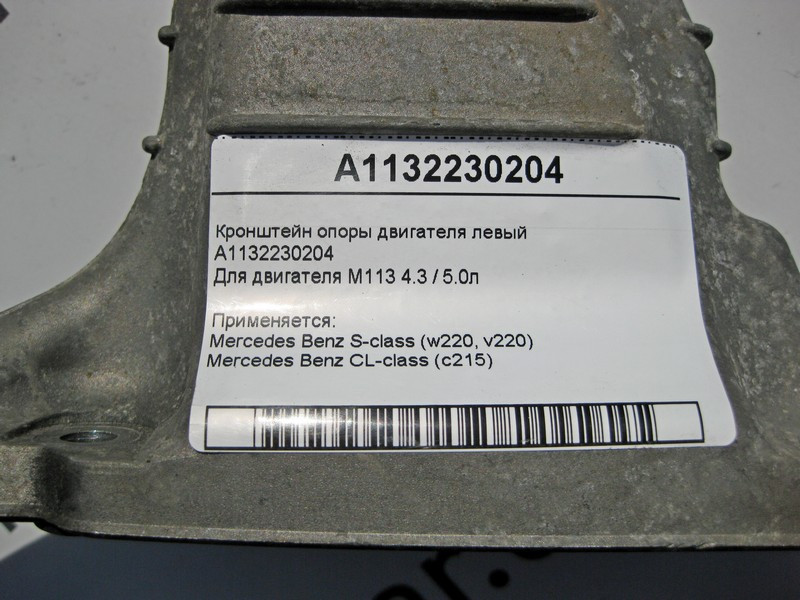 A1132230204
Кронштейн опоры двигателя левый
A1132230204
Для двигателя M113 4.3 / 5.0л
Применяется:
Mercedes Benz S-class (w220, v220)
Mercedes Benz CL-class (c215)